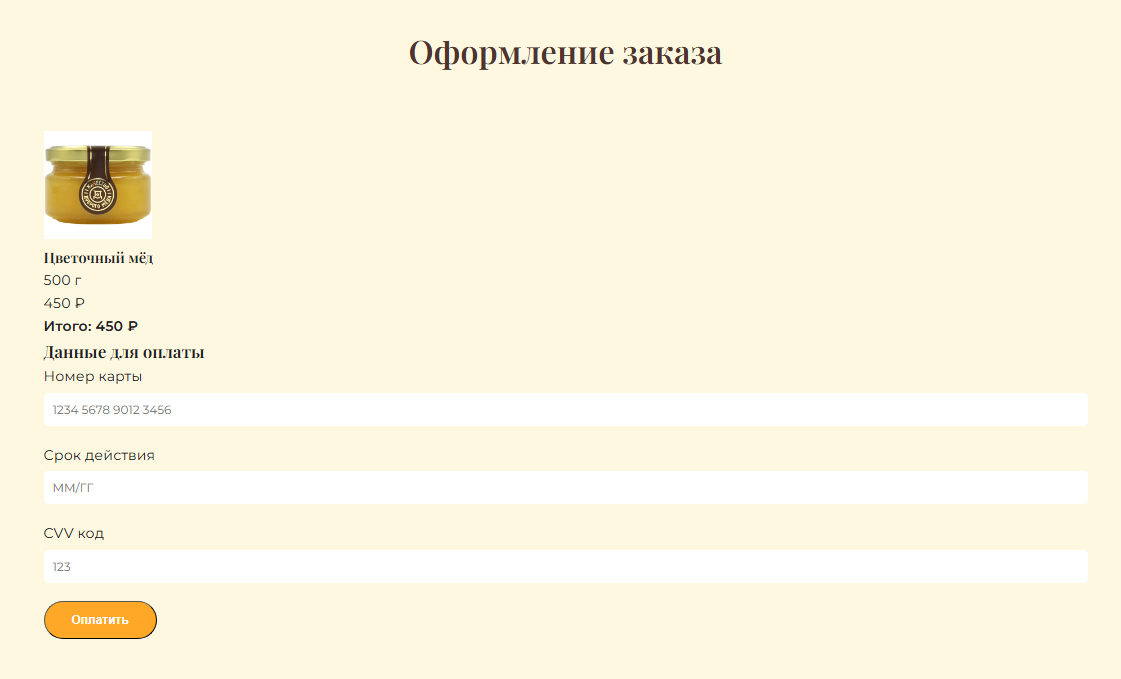 Оформление заказа
Цветочный мёд
500 г
450 ₽
Итого: 450 ₽
Данные для оплаты
Номер карты
1234 5678 9012 3456
Срок действия
ММ/ГГ
CVV код
123
Оплатить